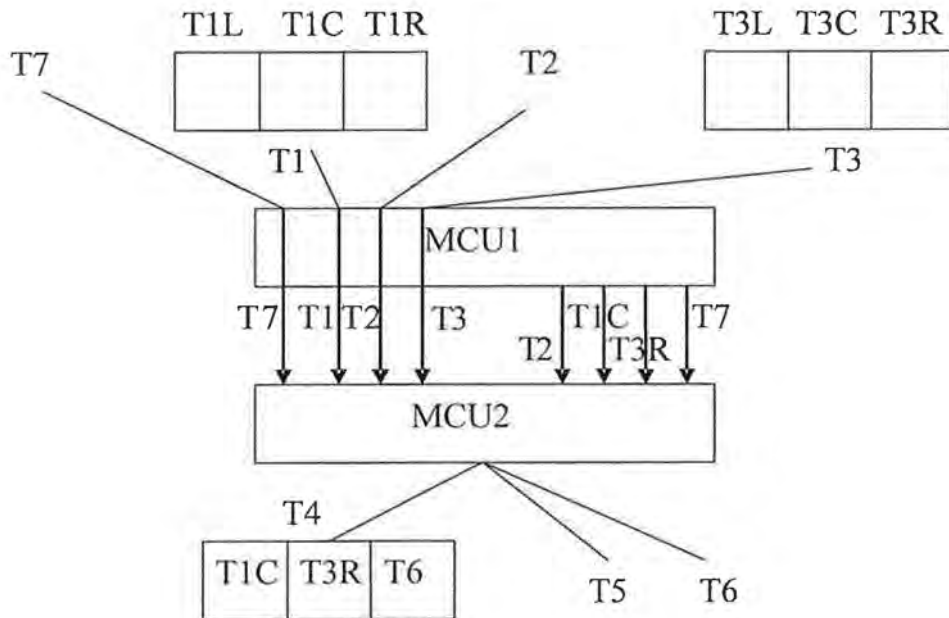 T1L T1C T1R
T3L T3C T3R
T7
T2
T1
T3
MCU1
T7 T1 T2 T3 T1C T7
T2 T3R
MCU2
T4
T1C T3R T6
T5 T6